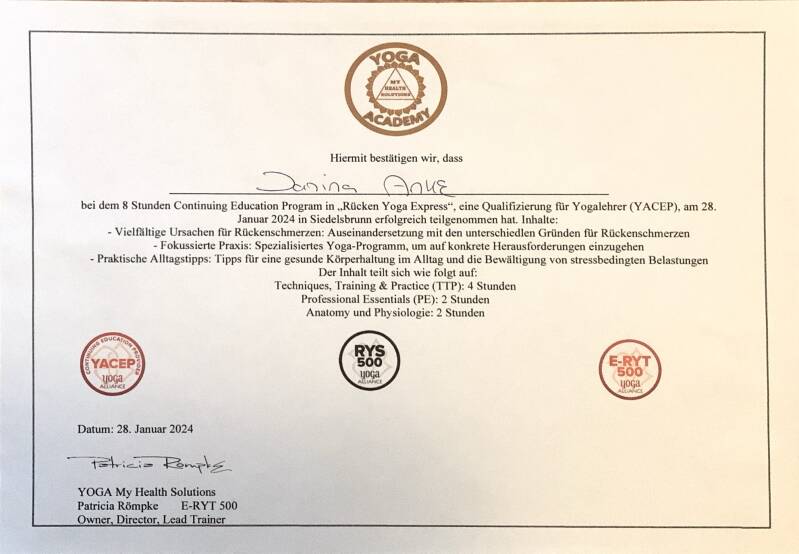 YOGA
MY
HEALTH
SOLUTIONS
ACADEMY
Hiermit bestätigen wir, dass
Janina Anke
bei dem 8 Stunden Continuing Education Program in „Rücken Yoga Express“, eine Qualifizierung für Yogalehrer (YACEP), am 28.
Januar 2024 in Siedelsbrunn erfolgreich teilgenommen hat. Inhalte:
- Vielfältige Ursachen für Rückenschmerzen: Auseinandersetzung mit den unterschiedlen Gründen für Rückenschmerzen
- Fokussierte Praxis: Spezialisiertes Yoga-Programm, um auf konkrete Herausforderungen einzugehen
- Praktische Alltagstipps: Tipps für eine gesunde Körperhaltung im Alltag und die Bewältigung von stressbedingten Belastungen
Der Inhalt teilt sich wie folgt auf:
Techniques, Training & Practice (TTP): 4 Stunden
Professional Essentials (PE): 2 Stunden
Anatomy und Physiologie: 2 Stunden
CONTINUING EDUCATION PROVIDER
YACEP
yoga
ALLIANCE
RYS
500
yoga
ALLIANCE
E-RYT
500
yoga
ALLIANCE
Datum: 28. Januar 2024
Patricia Römpke
YOGA My Health Solutions
Patricia Römpke E-RYT 500
Owner, Director, Lead Trainer